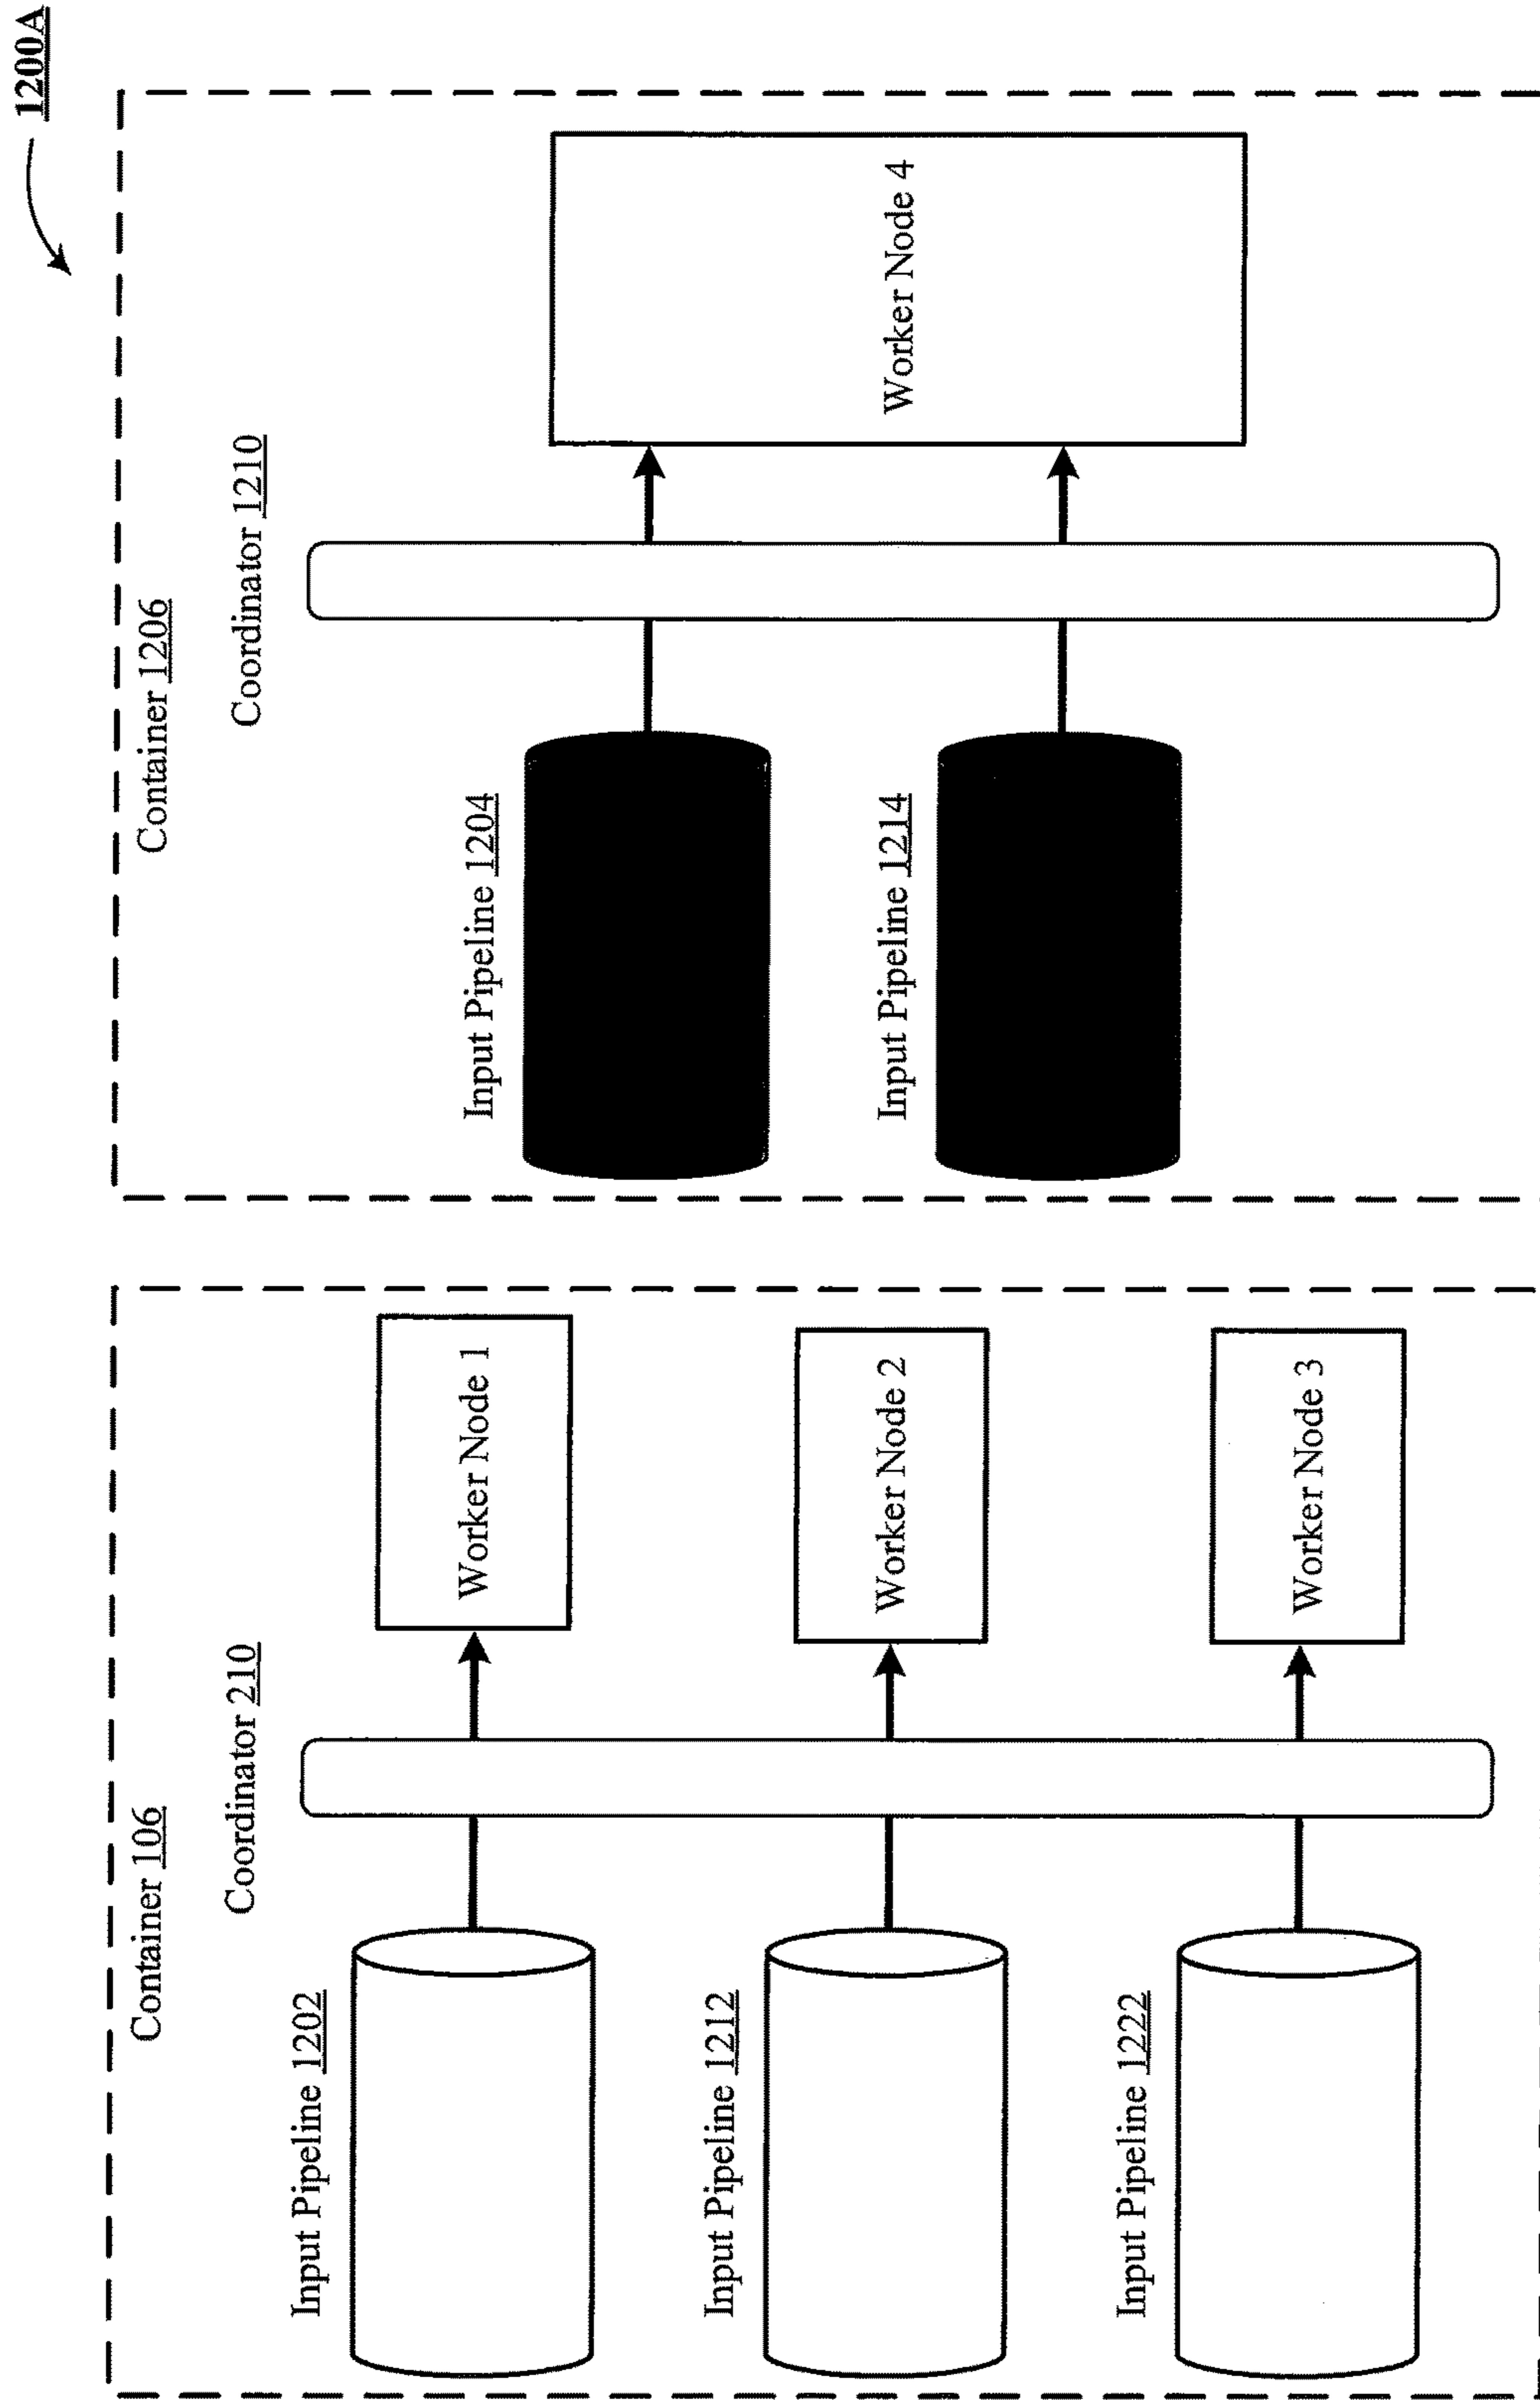 1200A
Container 106
Coordinator 210
Input Pipeline 1202
Worker Node 1
Input Pipeline 1212
Worker Node 2
Input Pipeline 1222
Worker Node 3
Container 1206
Coordinator 1210
Input Pipeline 1204
Input Pipeline 1214
Worker Node 4